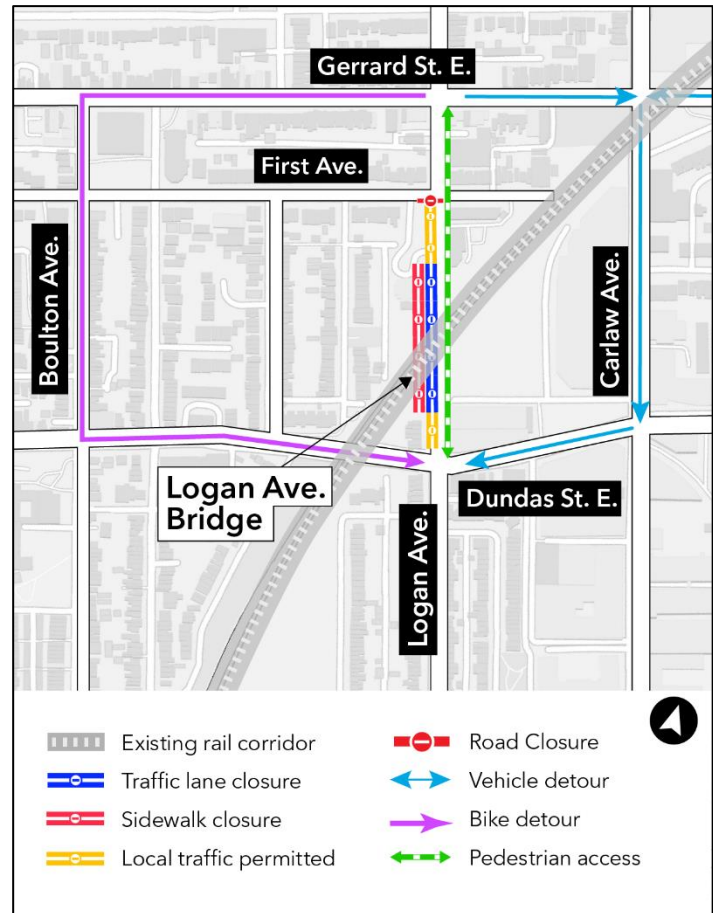 Gerrard St. E.
First Ave.
Boulton Ave.
Carlaw Ave.
Logan Ave.
Bridge
Logan Ave.
Dundas St. E.
Existing rail corridor
Traffic lane closure
Sidewalk closure
Local traffic permitted
Road Closure
Vehicle detour
Bike detour
Pedestrian access